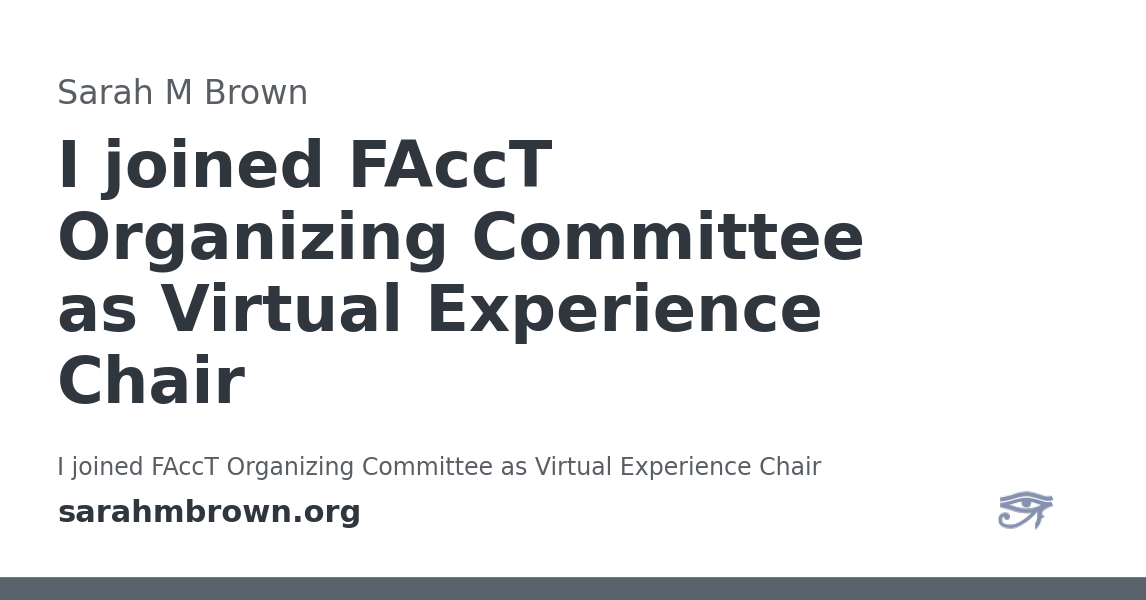 Sarah M Brown
I joined FAccT
Organizing Committee
as Virtual Experience
Chair
I joined FAccT Organizing Committee as Virtual Experience Chair
sarahmbrown.org